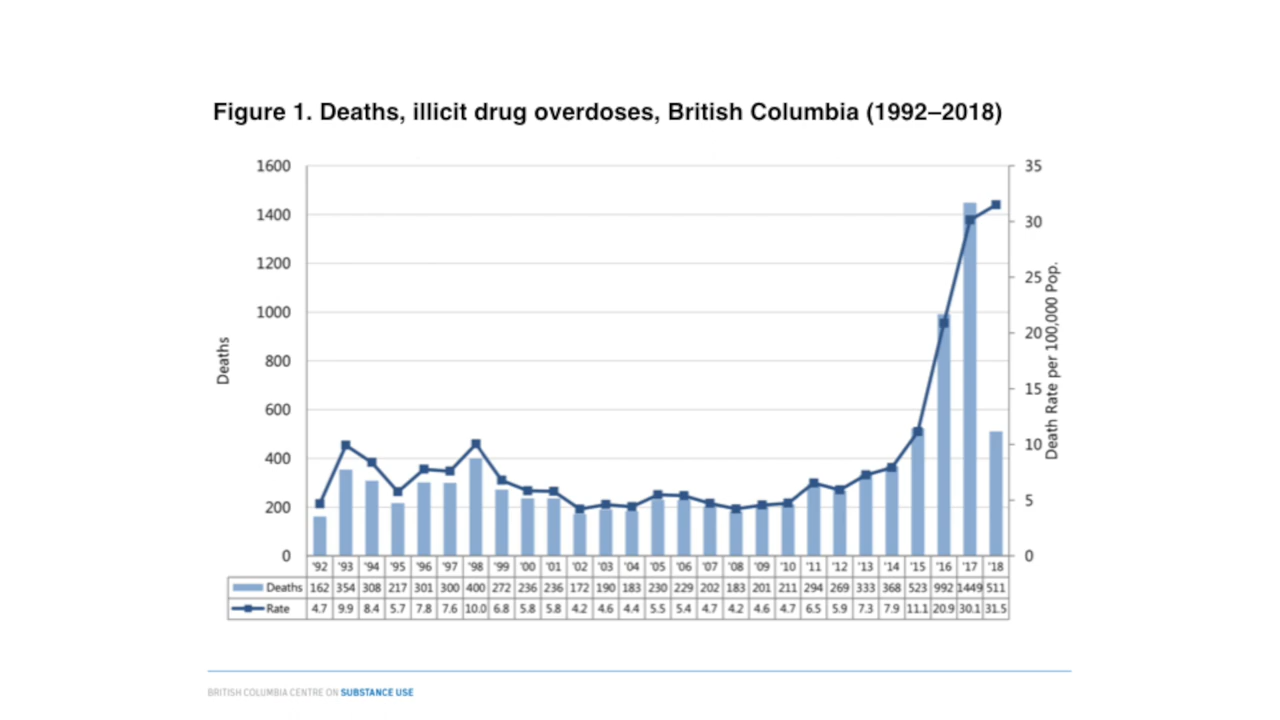 Figure 1. Deaths, illicit drug overdoses, British Columbia (1992–2018)
1600
1400
1200
1000
800
600
400
200
0
Deaths
35
30
25
20
15
10
5
0
Death Rate per 100,000 Pop.
'92 '93 '94 '95 '96 '97 '98 '99 '00 '01 '02 '03 '04 '05 '06 '07 '08 '09 '10 '11 '12 '13 '14 '15 '16 '17 '18
Deaths 162 354 308 217 301 300 400 272 236 236 172 190 183 230 229 202 183 201 211 294 269 333 368 523 992 1449 511
Rate 4.7 9.9 8.4 5.7 7.8 7.6 10.0 6.8 5.8 5.8 4.2 4.6 4.4 5.5 5.4 4.7 4.2 4.6 4.7 6.5 5.9 7.3 7.9 11.1 20.9 30.1 31.5
BRITISH COLUMBIA CENTRE ON SUBSTANCE USE